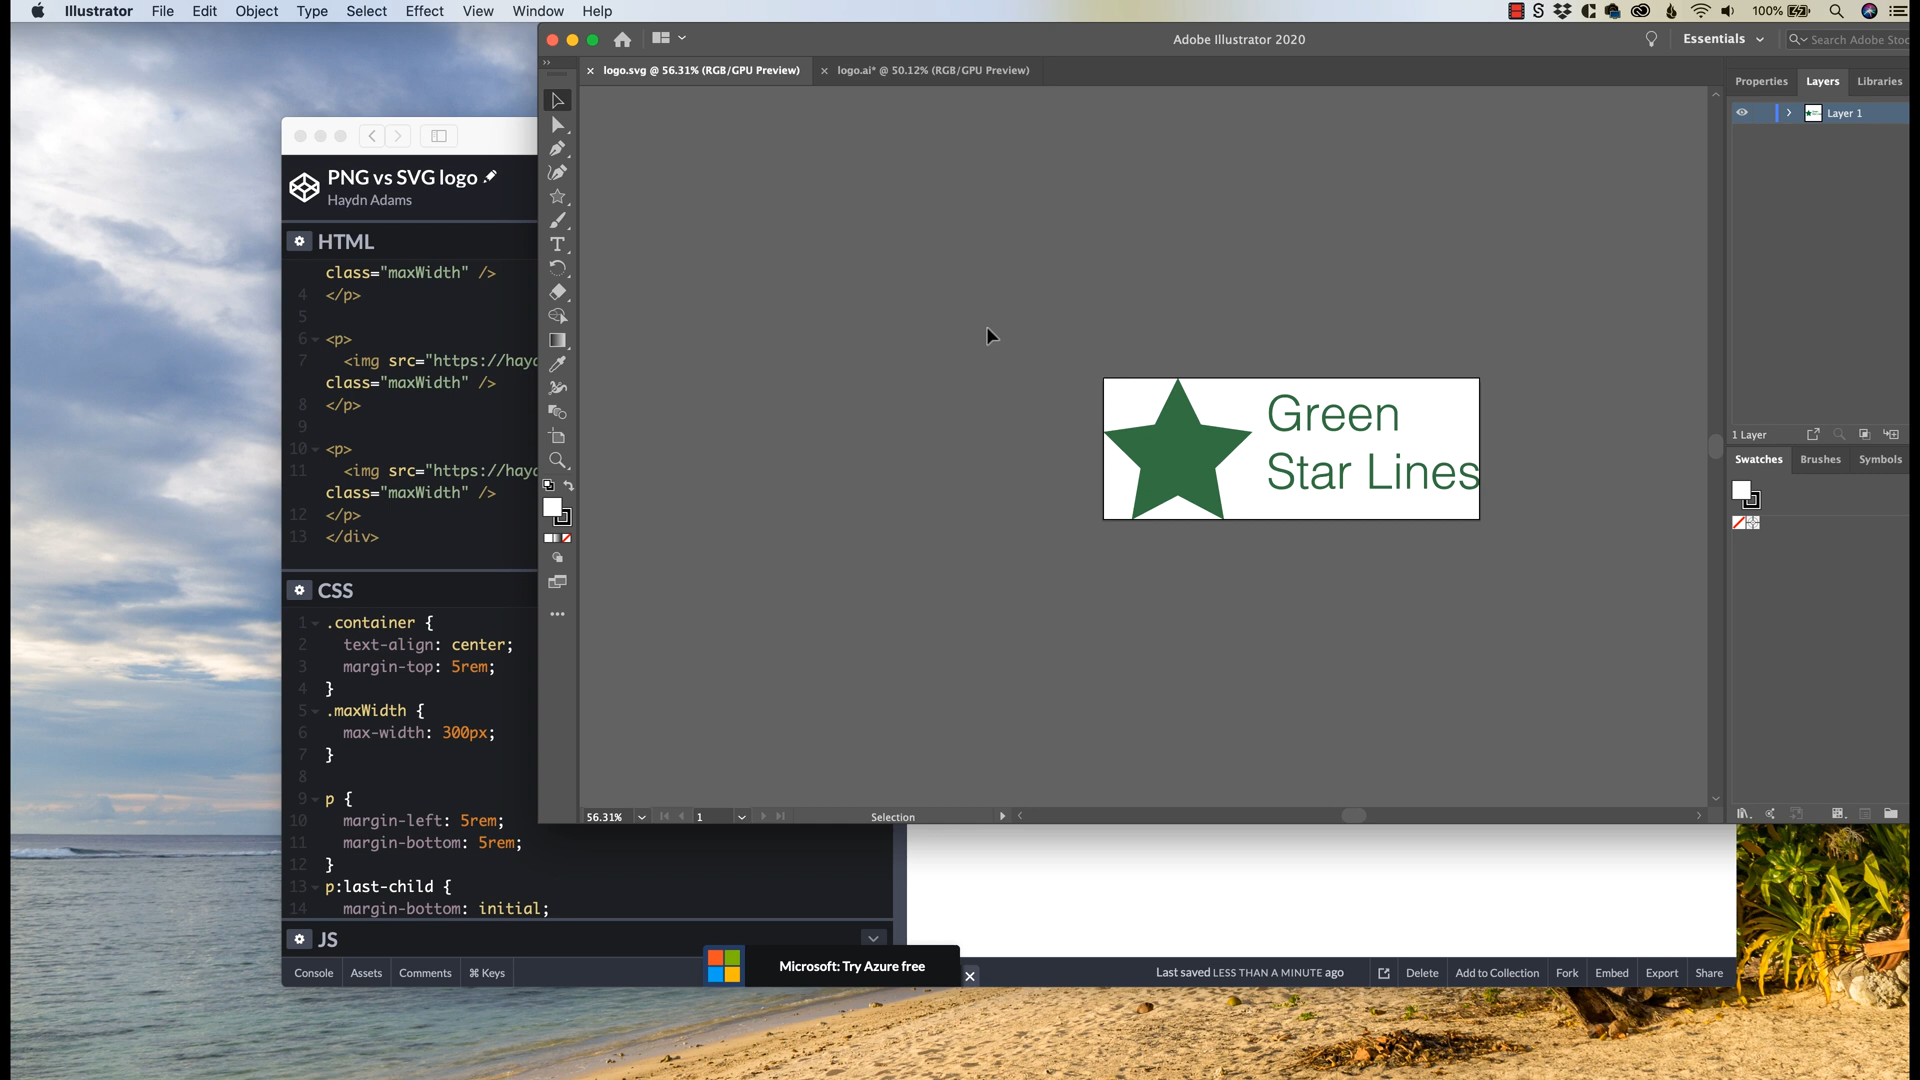 Illustrator File Edit Object Type Select Effect View Window Help
100%
Adobe Illustrator 2020
Essentials
Search Adobe Stoc
logo.svg @ 56.31% (RGB/GPU Preview)
logo.ai* @ 50.12% (RGB/GPU Preview)
Properties Layers Libraries
Layer 1
PNG vs SVG logo
Haydn Adams
HTML
class="maxWidth" />
4 </p>
5
6 <p>
7 <img src="https://hayd
class="maxWidth" />
8 </p>
9
10 <p>
11 <img src="https://hayd
class="maxWidth" />
12 </p>
13 </div>
Green
Star Lines
1 Layer
Swatches Brushes Symbols
CSS
1 .container {
2 text-align: center;
3 margin-top: 5rem;
4 }
5 .maxWidth {
6 max-width: 300px;
7 }
8
9 p {
10 margin-left: 5rem;
11 margin-bottom: 5rem;
12 }
13 p:last-child {
14 margin-bottom: initial;
56.31% 1 Selection
JS
Microsoft: Try Azure free
Console Assets Comments ⌘ Keys
Last saved LESS THAN A MINUTE ago
Delete Add to Collection Fork Embed Export Share